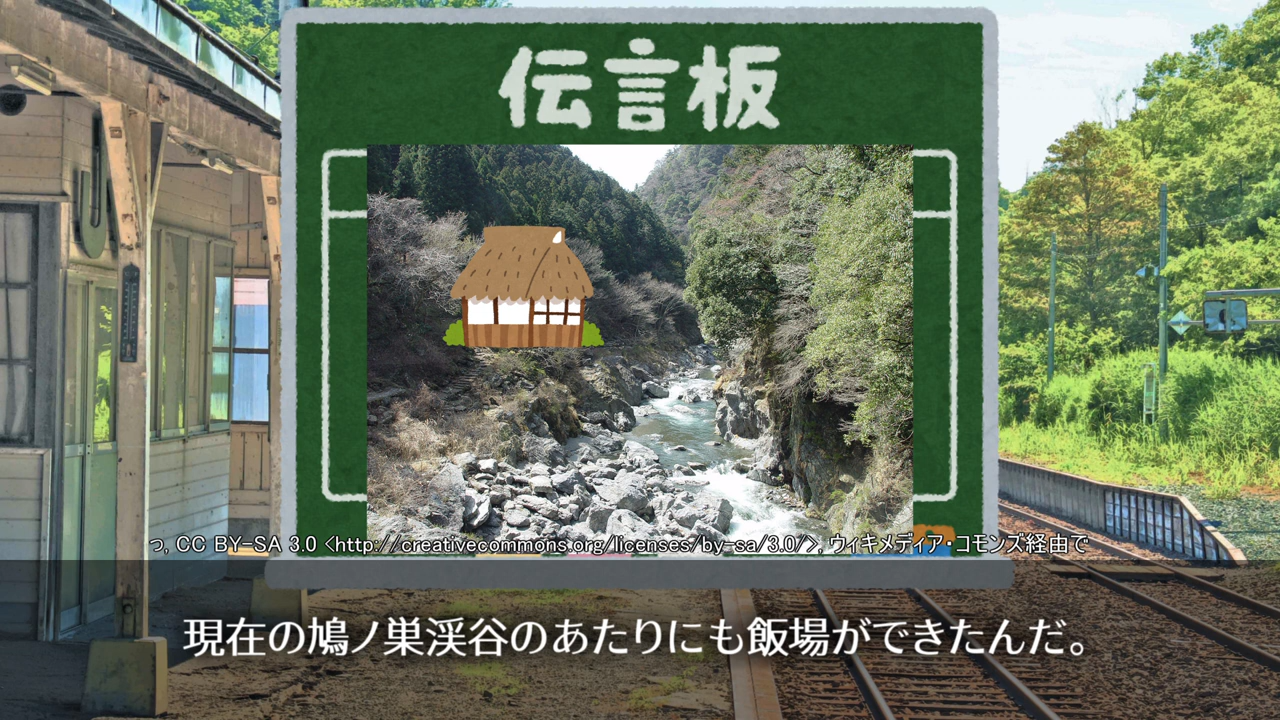 伝言板
っ, CC BY-SA 3.0 <http://creativecommons.org/licenses/by-sa/3.0/>, ウィキメディア・コモンズ経由で
現在の鳩ノ巣渓谷のあたりにも飯場ができたんだ。